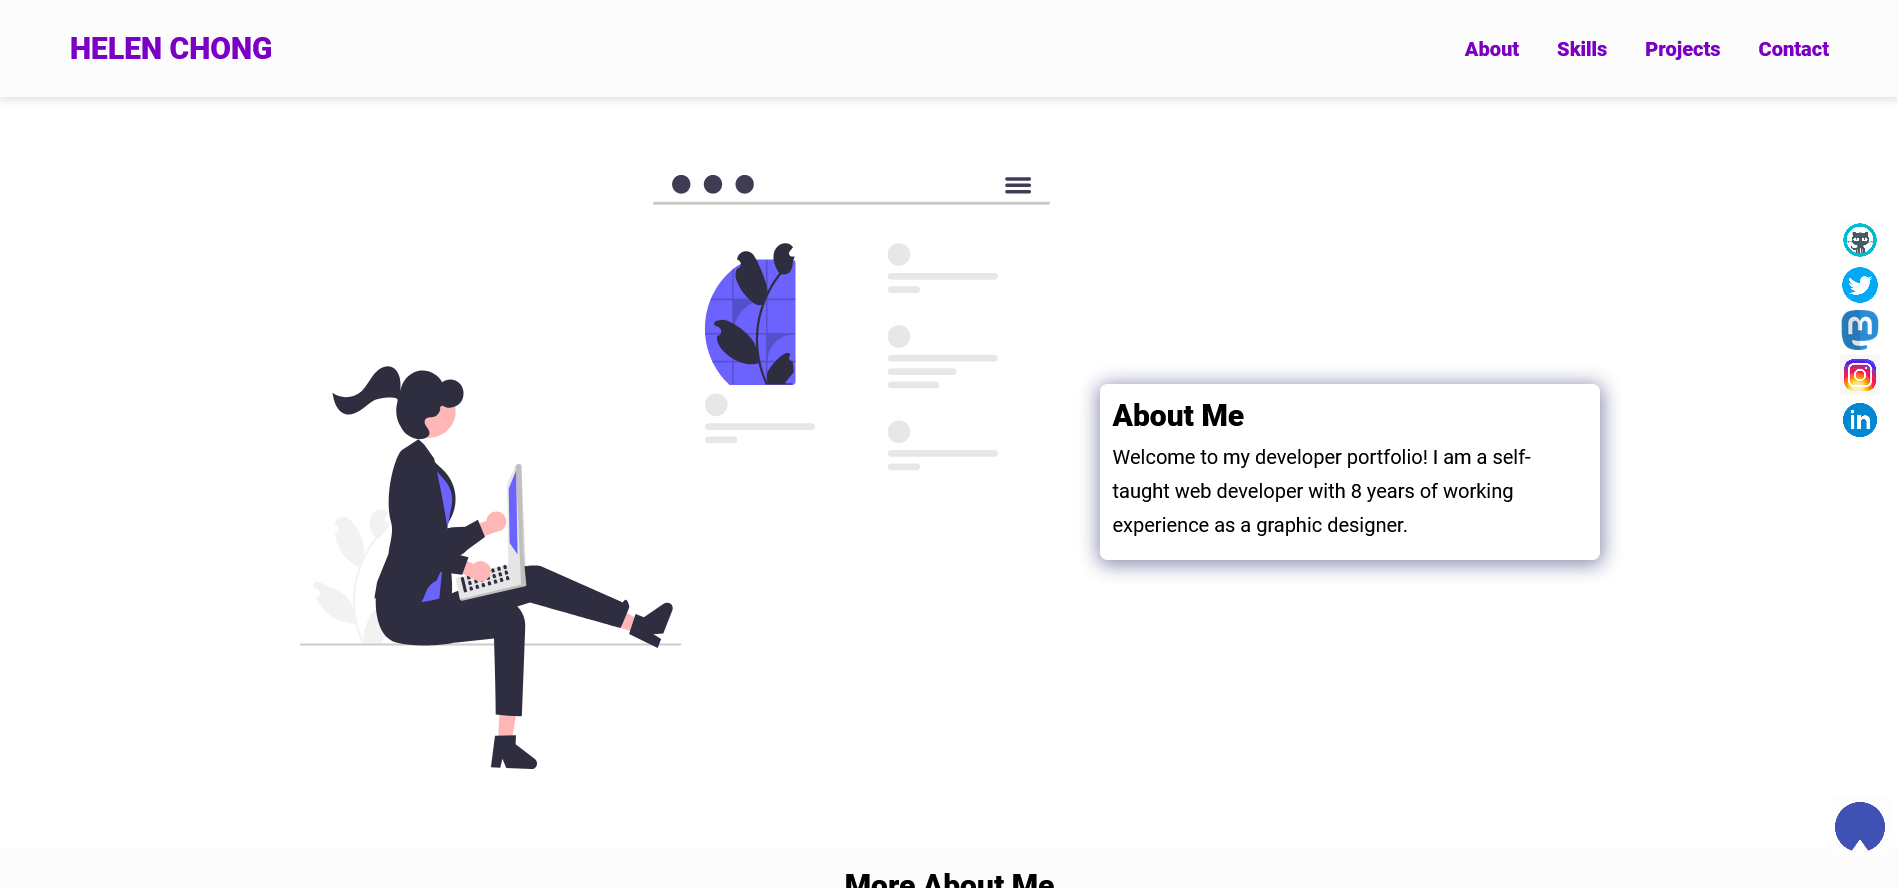 HELEN CHONG
About Skills Projects Contact
About Me
Welcome to my developer portfolio! I am a self-
taught web developer with 8 years of working
experience as a graphic designer.
in
More About Me